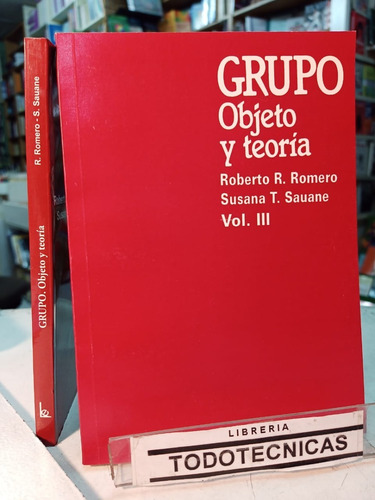 GRUPO
Objeto
y teoría
Roberto R. Romero
Susana T. Sauane
Vol. III
R. Romero - S. Sauane
GRUPO. Objeto y teoría
LIBRERIA
TODOTECNICAS